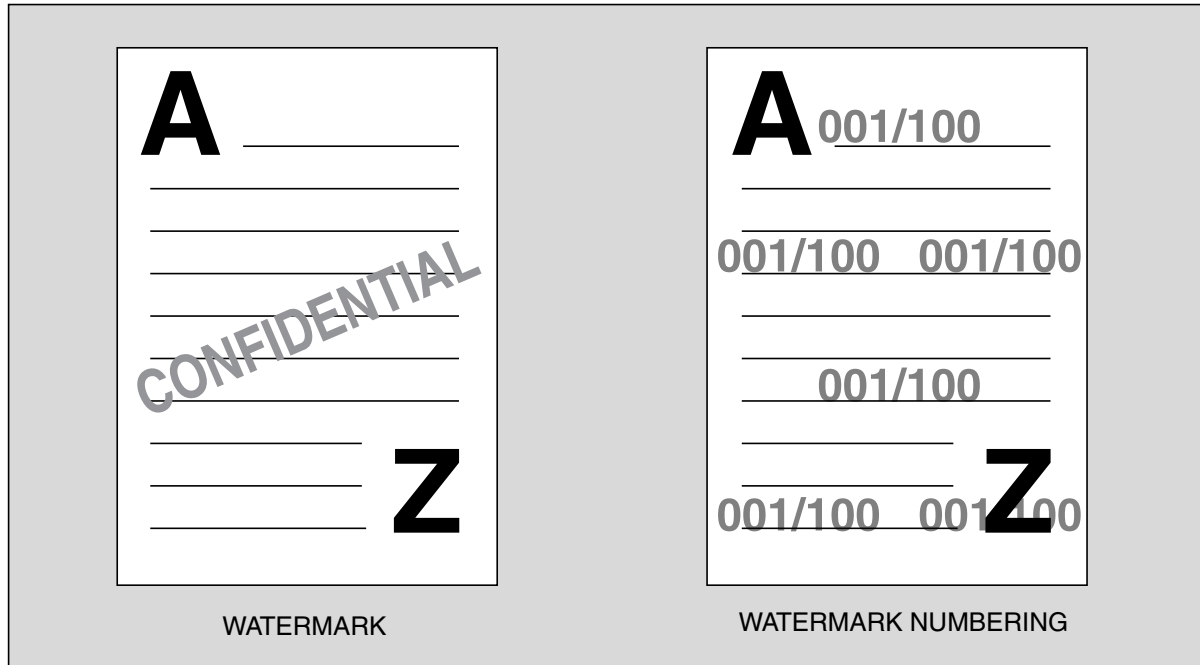 A
CONFIDENTIAL
Z
WATERMARK
A 001/100
001/100 001/100
001/100
001/100 001/100
Z
WATERMARK NUMBERING